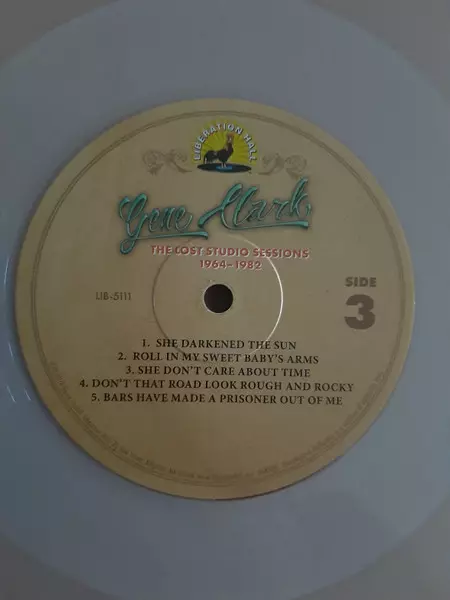 LIBERATION HALL
Gene Clark
THE LOST STUDIO SESSIONS
1964–1982
LIB-5111
SIDE
3
1. SHE DARKENED THE SUN
2. ROLL IN MY SWEET BABY'S ARMS
3. SHE DON'T CARE ABOUT TIME
4. DON'T THAT ROAD LOOK ROUGH AND ROCKY
5. BARS HAVE MADE A PRISONER OUT OF ME